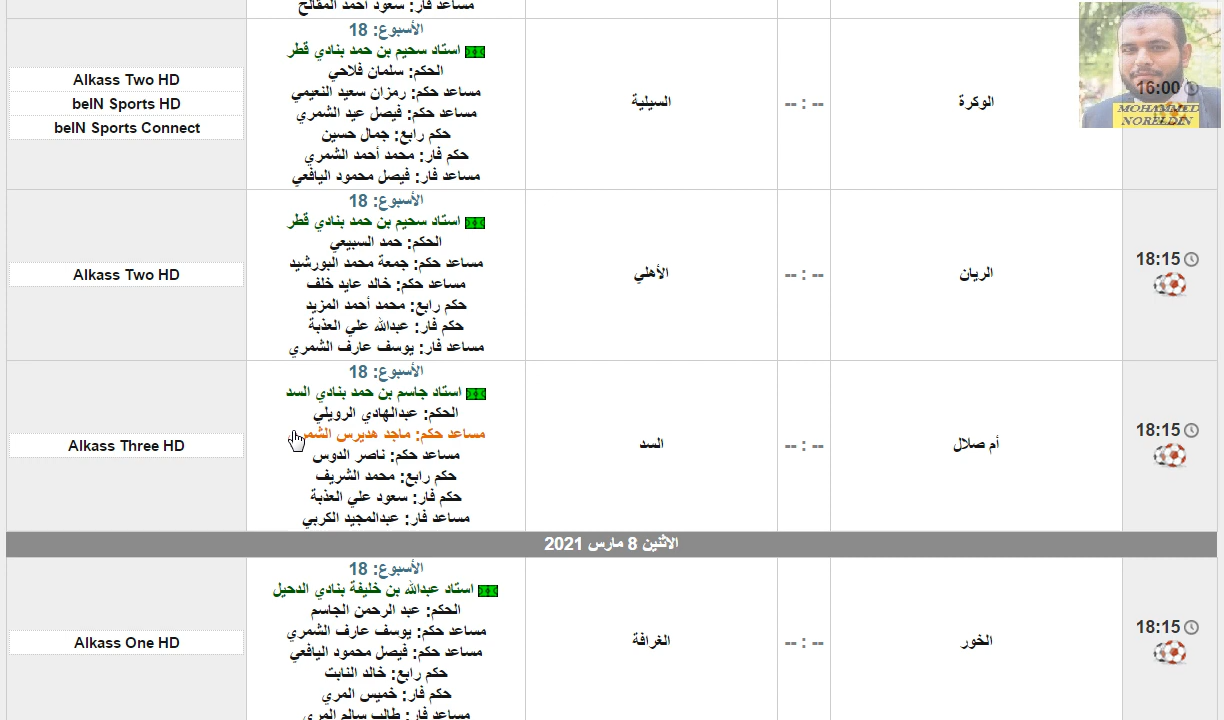 مساعد فار: سعود أحمد المقالح
16:00
MOHAMMED
NORELDIN
الوكرة
-- : --
السيلية
الأسبوع: 18
استاد سحيم بن حمد بنادي قطر
الحكم: سلمان فلاحي
مساعد حكم: رمزان سعيد النعيمي
مساعد حكم: فيصل عيد الشمري
حكم رابع: جمال حسين
حكم فار: محمد أحمد الشمري
مساعد فار: فيصل محمود اليافعي
Alkass Two HD
beIN Sports HD
beIN Sports Connect
18:15
الريان
-- : --
الأهلي
الأسبوع: 18
استاد سحيم بن حمد بنادي قطر
الحكم: حمد السبيعي
مساعد حكم: جمعة محمد البورشيد
مساعد حكم: خالد عايد خلف
حكم رابع: محمد أحمد المزيد
حكم فار: عبدالله علي العذبة
مساعد فار: يوسف عارف الشمري
Alkass Two HD
18:15
أم صلال
-- : --
السد
الأسبوع: 18
استاد جاسم بن حمد بنادي السد
الحكم: عبدالهادي الرويلي
مساعد حكم: ماجد هديرس الشمري
مساعد حكم: ناصر الدوس
حكم رابع: محمد الشريف
حكم فار: سعود علي العذبة
مساعد فار: عبدالمجيد الكربي
Alkass Three HD
الاثنين 8 مارس 2021
18:15
الخور
-- : --
الغرافة
الأسبوع: 18
استاد عبدالله بن خليفة بنادي الدحيل
الحكم: عبد الرحمن الجاسم
مساعد حكم: يوسف عارف الشمري
مساعد حكم: فيصل محمود اليافعي
حكم رابع: خالد النابت
حكم فار: خميس المري
مساعد فار: طالب سالم المري
Alkass One HD